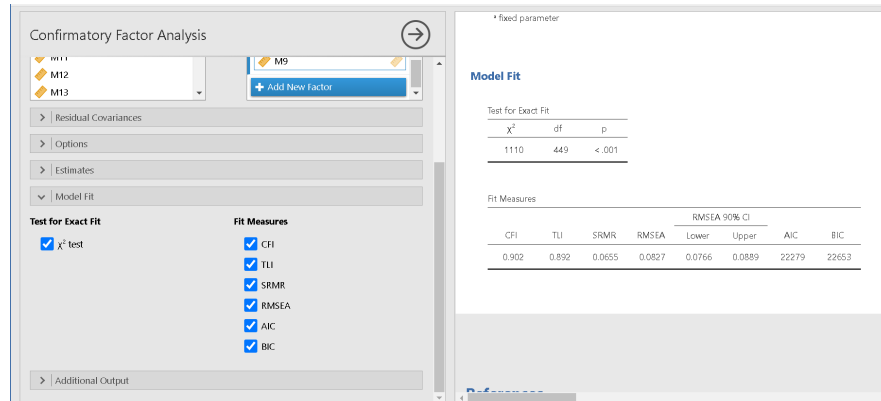 Confirmatory Factor Analysis
M11
M12
M13
M9
+ Add New Factor
Residual Covariances
Options
Estimates
Model Fit
Test for Exact Fit
Fit Measures
χ² test
CFI
TLI
SRMR
RMSEA
AIC
BIC
Additional Output
ᵃ fixed parameter
Model Fit
Test for Exact Fit
χ² df p
1110 449 < .001
Fit Measures
RMSEA 90% CI
CFI TLI SRMR RMSEA Lower Upper AIC BIC
0.902 0.892 0.0655 0.0827 0.0766 0.0889 22279 22653
References